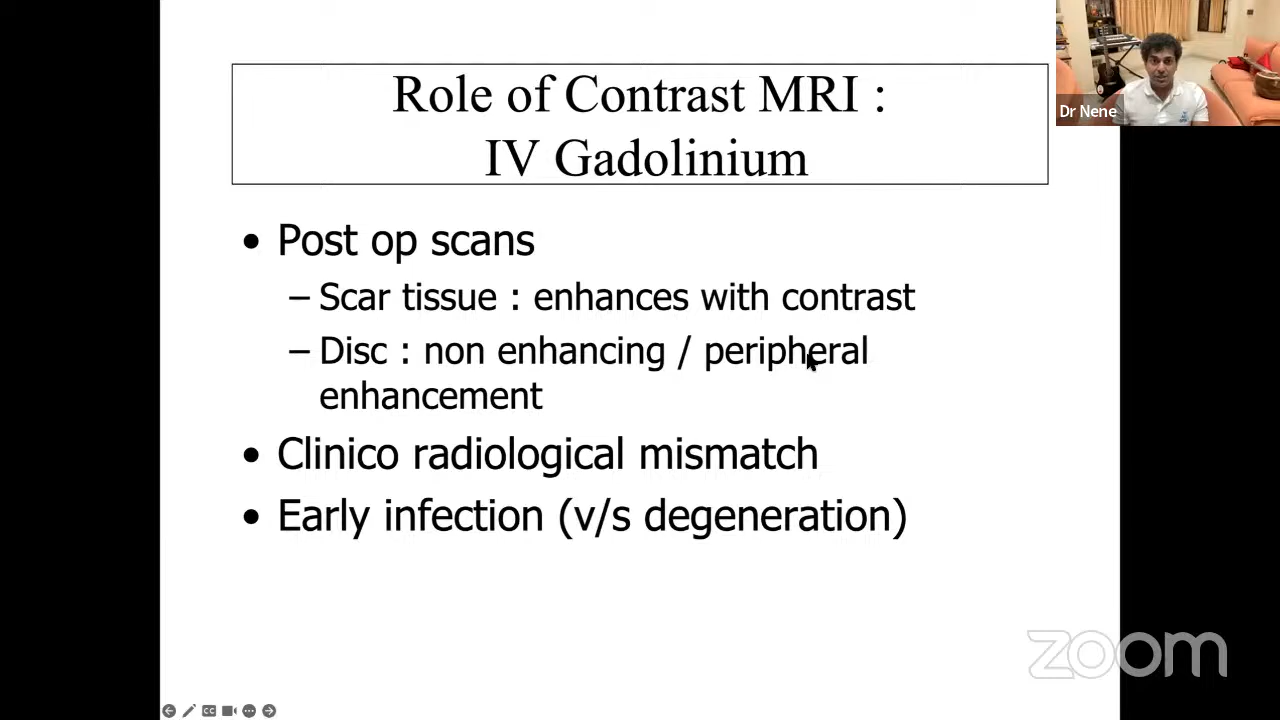 Role of Contrast MRI :
IV Gadolinium
Dr Nene
• Post op scans
– Scar tissue : enhances with contrast
– Disc : non enhancing / peripheral
enhancement
• Clinico radiological mismatch
• Early infection (v/s degeneration)
zoom
CC